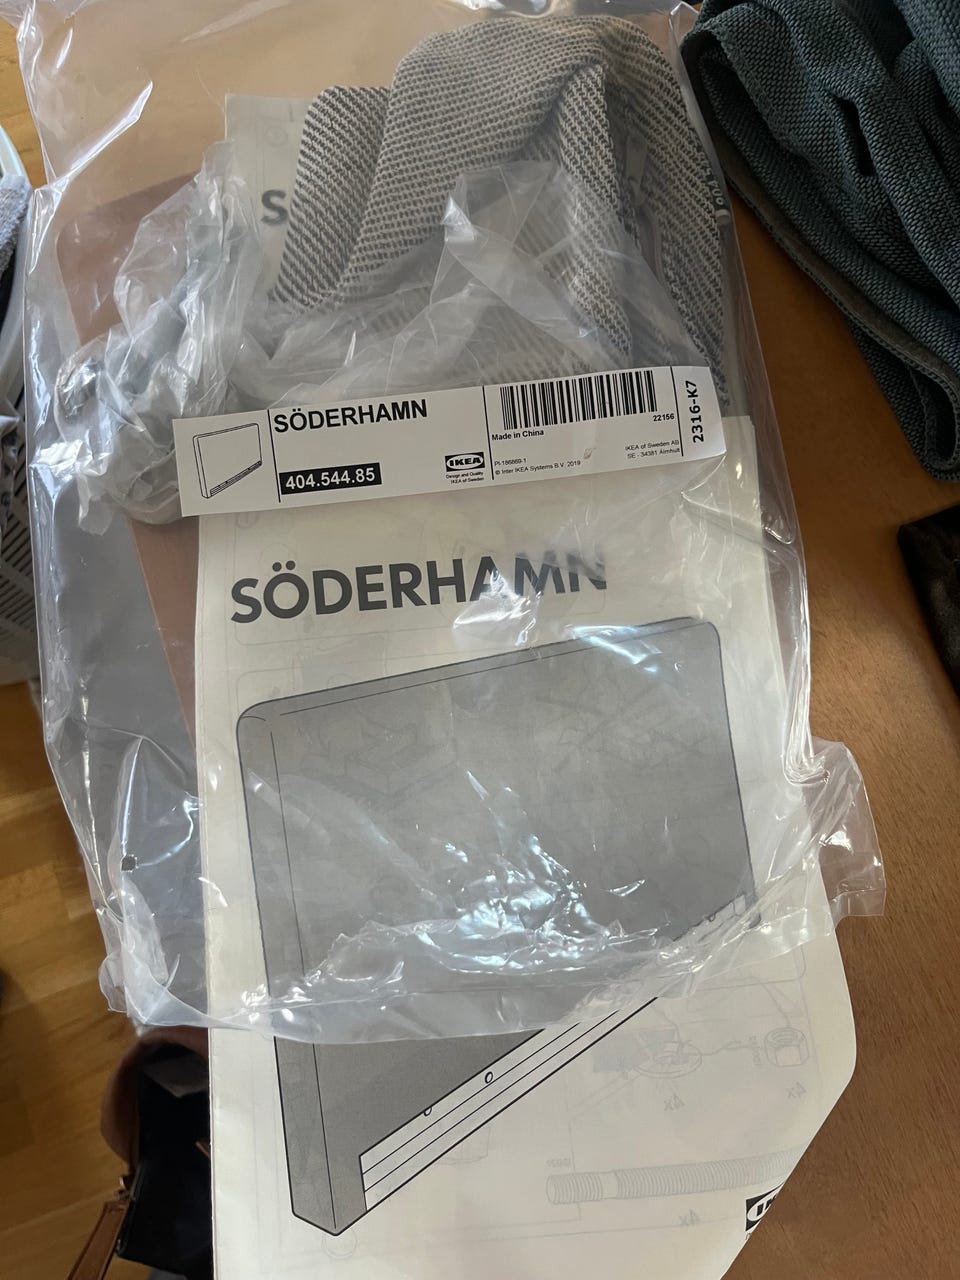 S
SÖDERHAMN
404.544.85
IKEA
Design and Quality
IKEA of Sweden
Made in China
22156
PI-186869-1
© Inter IKEA Systems B.V. 2019
IKEA of Sweden AB
SE - 34381 Älmhult
2316-K7
SÖDERHAMN
4x
4x
4x